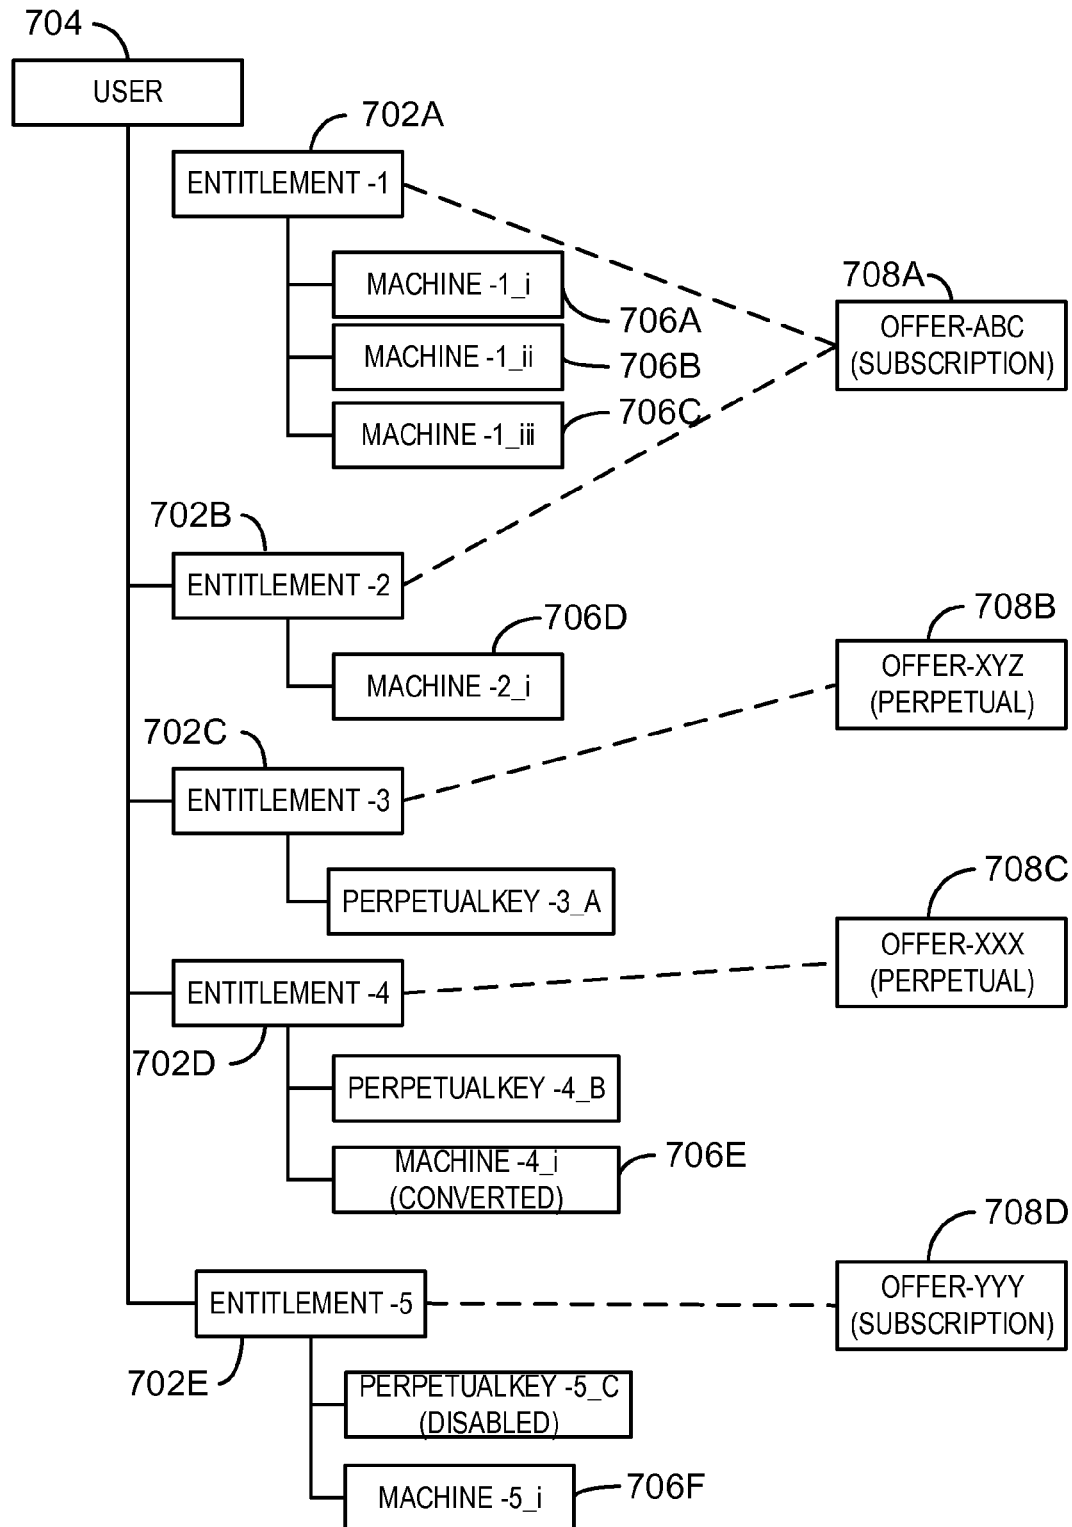 704
USER
702A
ENTITLEMENT -1
MACHINE -1_i
706A
MACHINE -1_ii
706B
706C
MACHINE -1_iii
708A
OFFER-ABC
(SUBSCRIPTION)
702B
ENTITLEMENT -2
706D
MACHINE -2_i
708B
OFFER-XYZ
(PERPETUAL)
702C
ENTITLEMENT -3
PERPETUALKEY -3_A
708C
OFFER-XXX
(PERPETUAL)
ENTITLEMENT -4
702D
PERPETUALKEY -4_B
MACHINE -4_i
(CONVERTED)
706E
708D
OFFER-YYY
(SUBSCRIPTION)
ENTITLEMENT -5
702E
PERPETUALKEY -5_C
(DISABLED)
MACHINE -5_i
706F